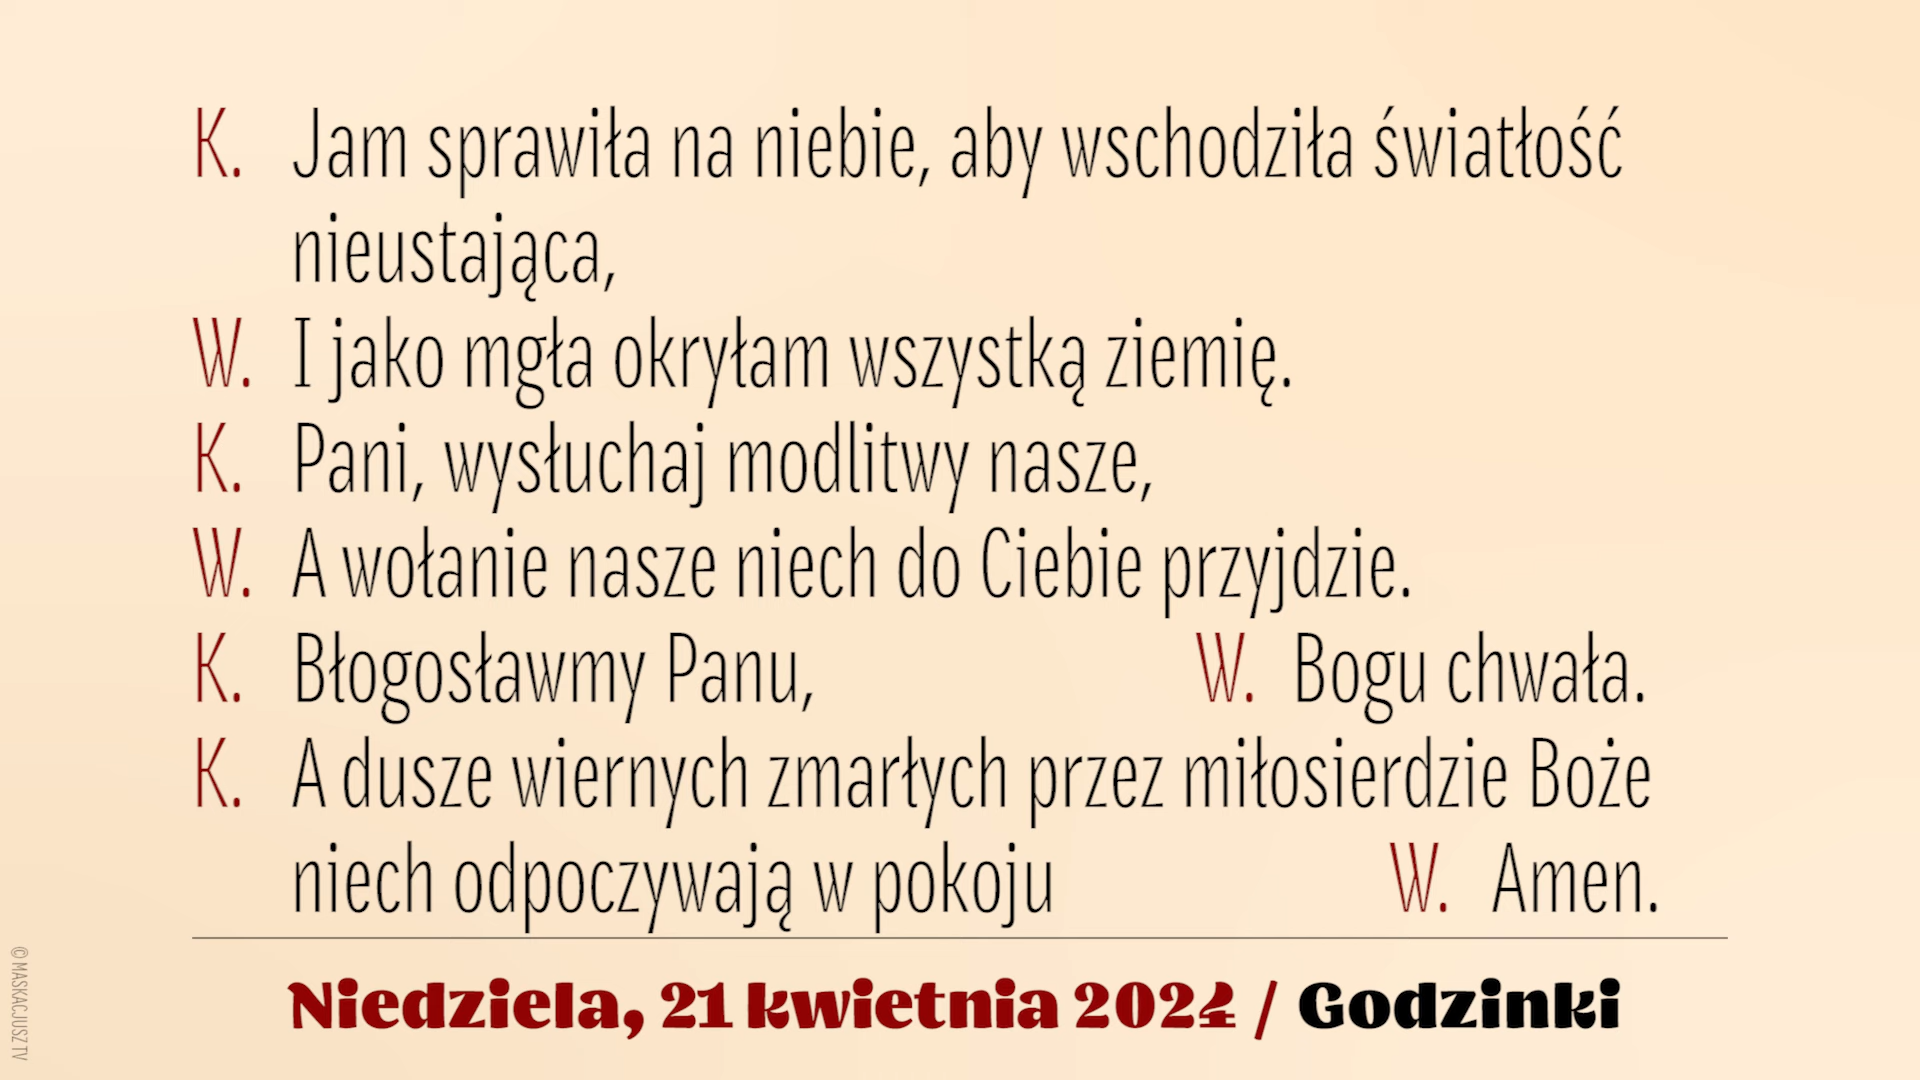 K. Jam sprawiła na niebie, aby wschodziła światłość
nieustająca,
W. I jako mgła okryłam wszystką ziemię.
K. Pani, wysłuchaj modlitwy nasze,
W. A wołanie nasze niech do Ciebie przyjdzie.
K. Błogosławmy Panu, W. Bogu chwała.
K. A dusze wiernych zmarłych przez miłosierdzie Boże
niech odpoczywają w pokoju W. Amen.
Niedziela, 21 kwietnia 2024 / Godzinki
© MASKACJUSZ TV